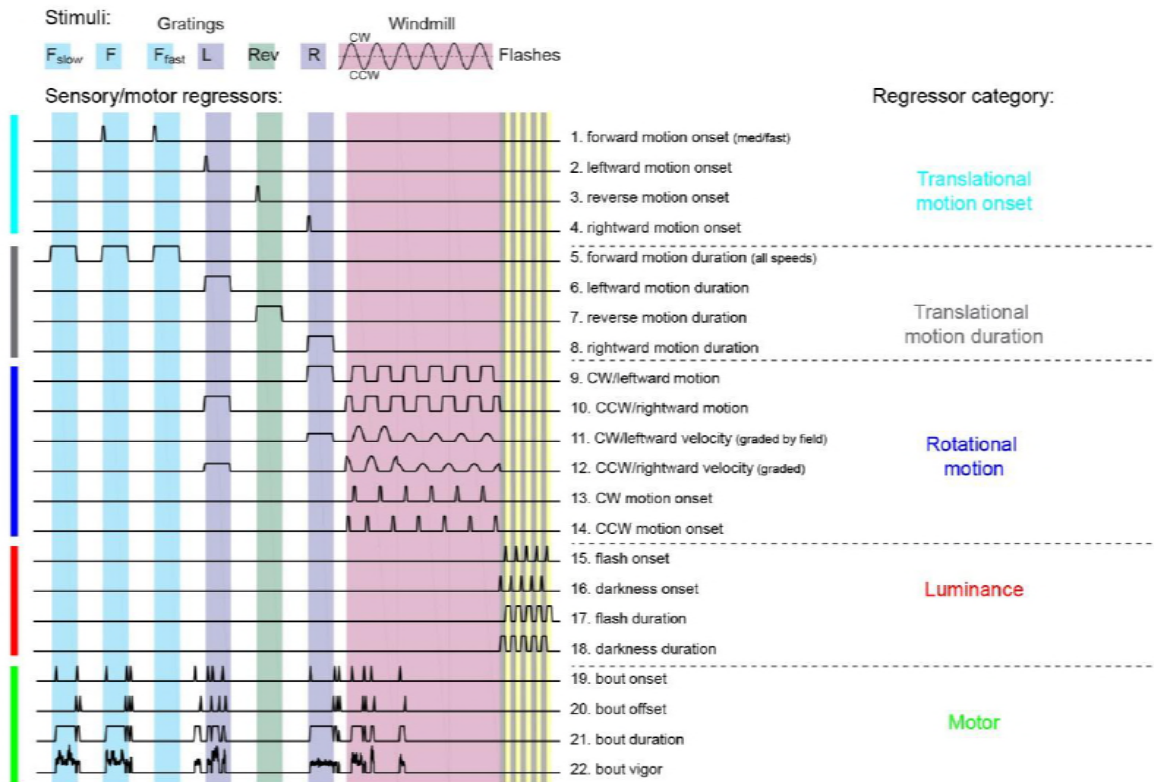 Stimuli:
Gratings
Windmill
F slow
F
F fast
L
Rev
R
CW
CCW
Flashes
Sensory/motor regressors:
Regressor category:
1. forward motion onset (med/fast)
2. leftward motion onset
3. reverse motion onset
4. rightward motion onset
Translational
motion onset
5. forward motion duration (all speeds)
6. leftward motion duration
7. reverse motion duration
8. rightward motion duration
Translational
motion duration
9. CW/leftward motion
10. CCW/rightward motion
11. CW/leftward velocity (graded by field)
12. CCW/rightward velocity (graded)
13. CW motion onset
14. CCW motion onset
Rotational
motion
15. flash onset
16. darkness onset
17. flash duration
18. darkness duration
Luminance
19. bout onset
20. bout offset
21. bout duration
22. bout vigor
Motor